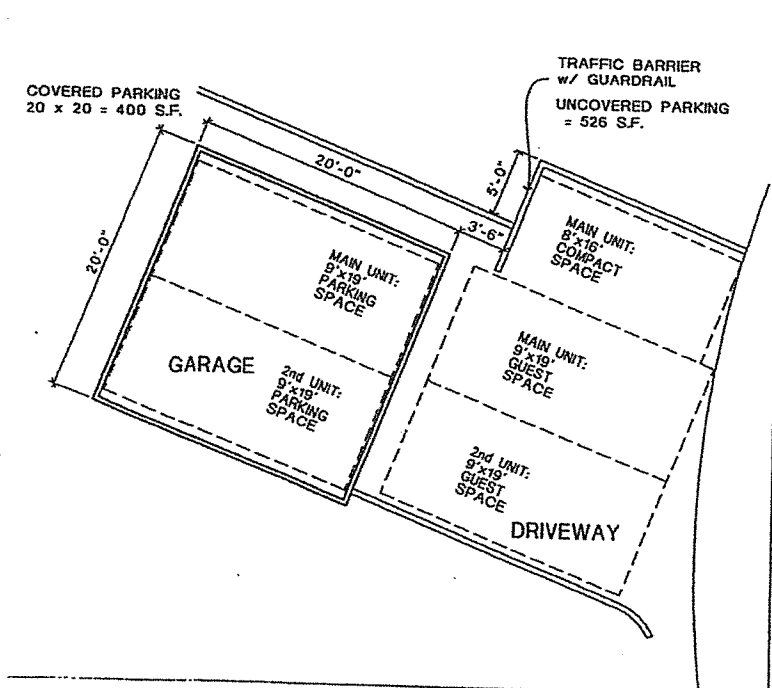 TRAFFIC BARRIER
w/ GUARDRAIL
COVERED PARKING
20 x 20 = 400 S.F.
UNCOVERED PARKING
= 526 S.F.
20'-0"
5'-0"
3'-6"
20'-0"
MAIN UNIT:
8'x16'
COMPACT
SPACE
MAIN UNIT:
9'x19'
PARKING
SPACE
MAIN UNIT:
9'x19'
GUEST
SPACE
GARAGE
2nd UNIT:
9'x19'
PARKING
SPACE
2nd UNIT:
9'x19'
GUEST
SPACE
DRIVEWAY